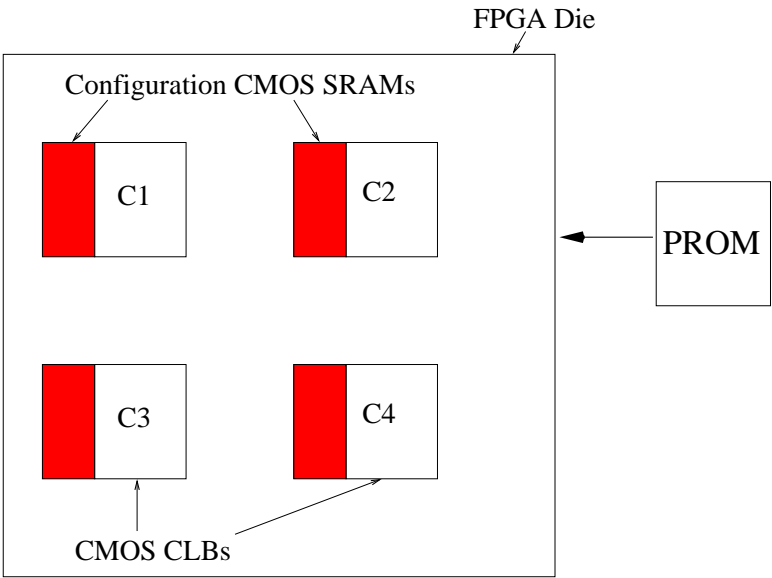 FPGA Die
Configuration CMOS SRAMs
C1
C2
PROM
C3
C4
CMOS CLBs